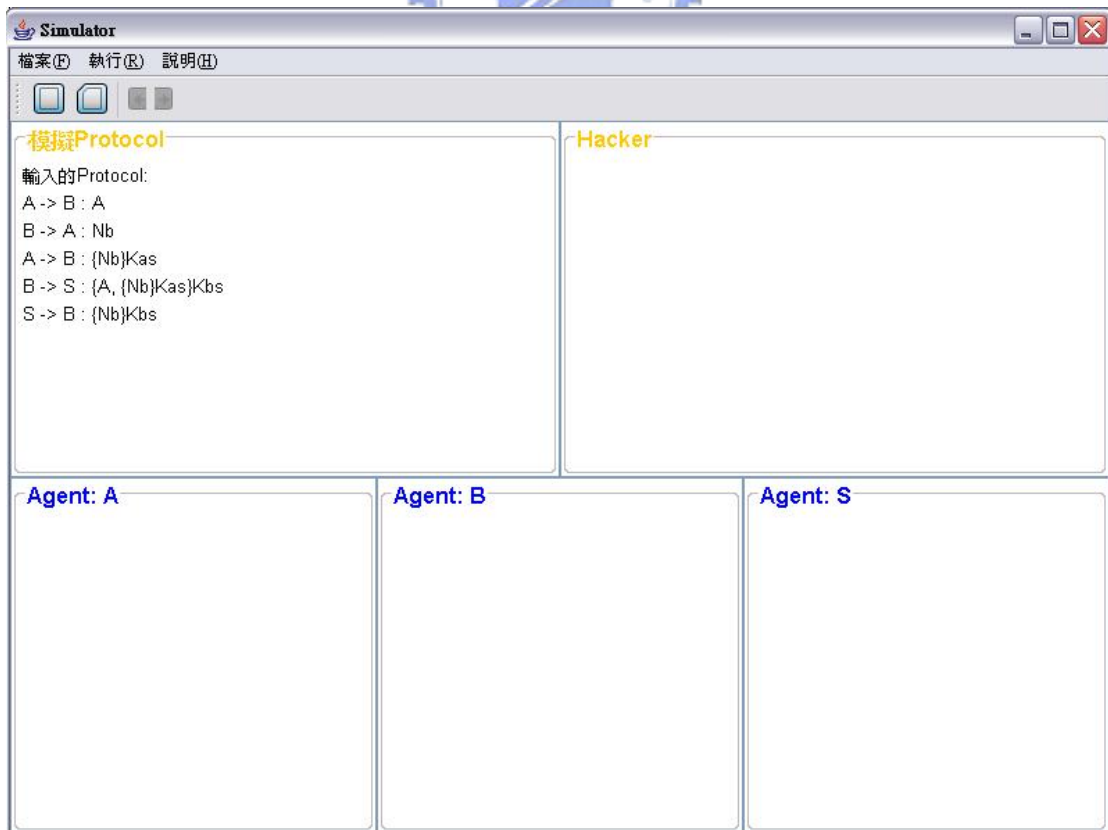 Simulator
檔案(F) 執行(R) 說明(H)
模擬Protocol
輸入的Protocol:
A -> B : A
B -> A : Nb
A -> B : {Nb}Kas
B -> S : {A, {Nb}Kas}Kbs
S -> B : {Nb}Kbs
Hacker
Agent: A
Agent: B
Agent: S